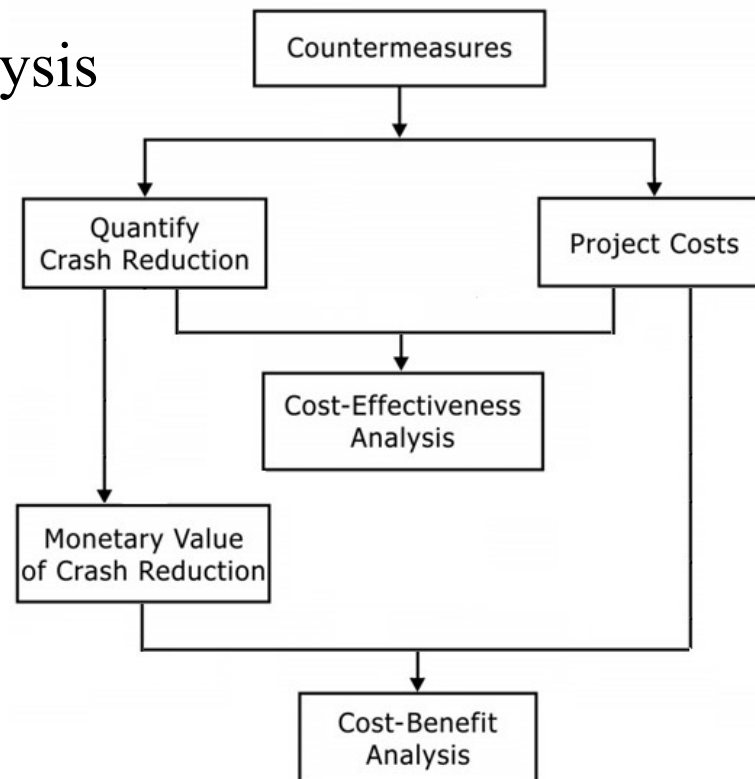 ysis
Countermeasures
Quantify
Crash Reduction
Project Costs
Cost-Effectiveness
Analysis
Monetary Value
of Crash Reduction
Cost-Benefit
Analysis